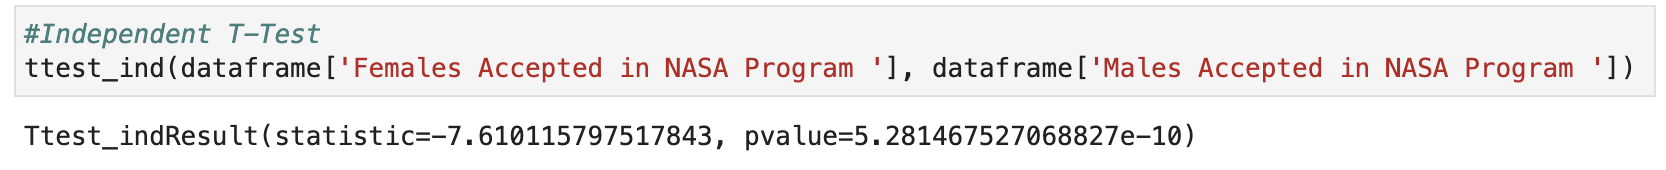 #Independent T-Test
ttest_ind(dataframe['Females Accepted in NASA Program '], dataframe['Males Accepted in NASA Program '])
Ttest_indResult(statistic=-7.610115797517843, pvalue=5.281467527068827e-10)